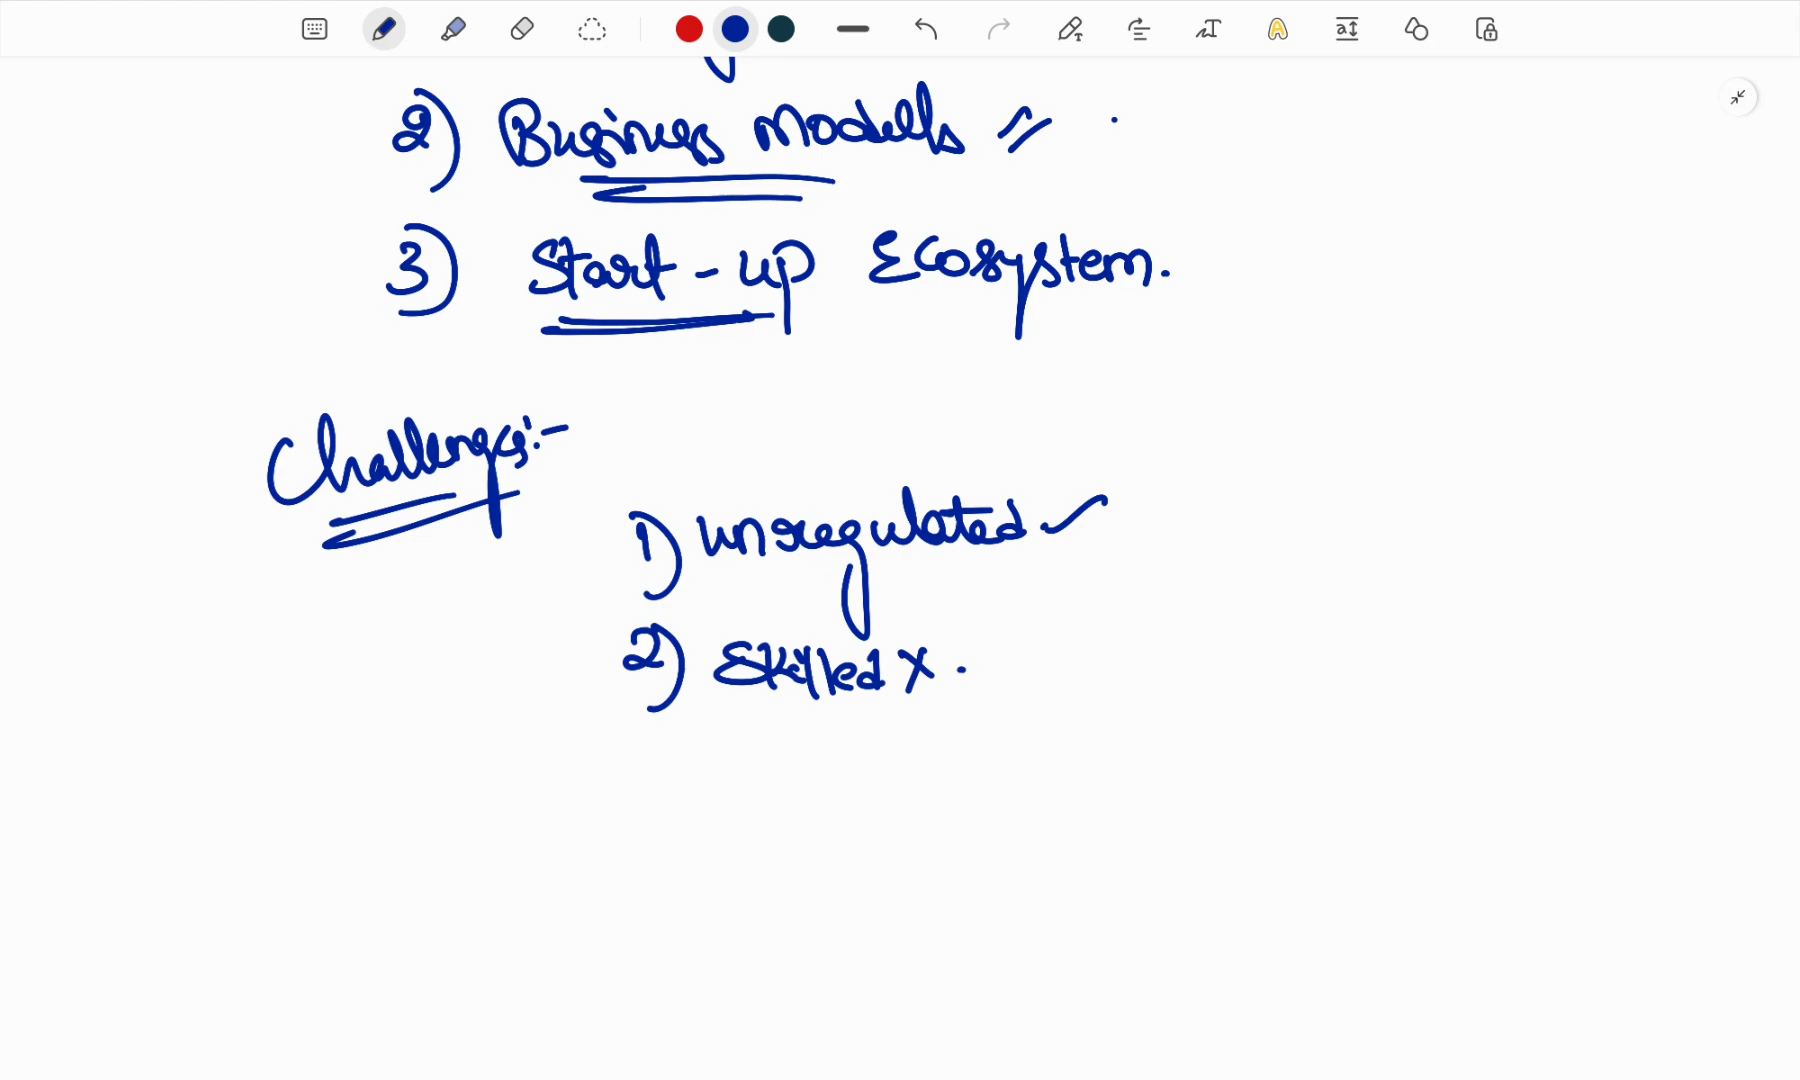 2) Business Models
3) Start-up Ecosystem.
Challenges:-
1) unregulated ✓
2) Skilled X.